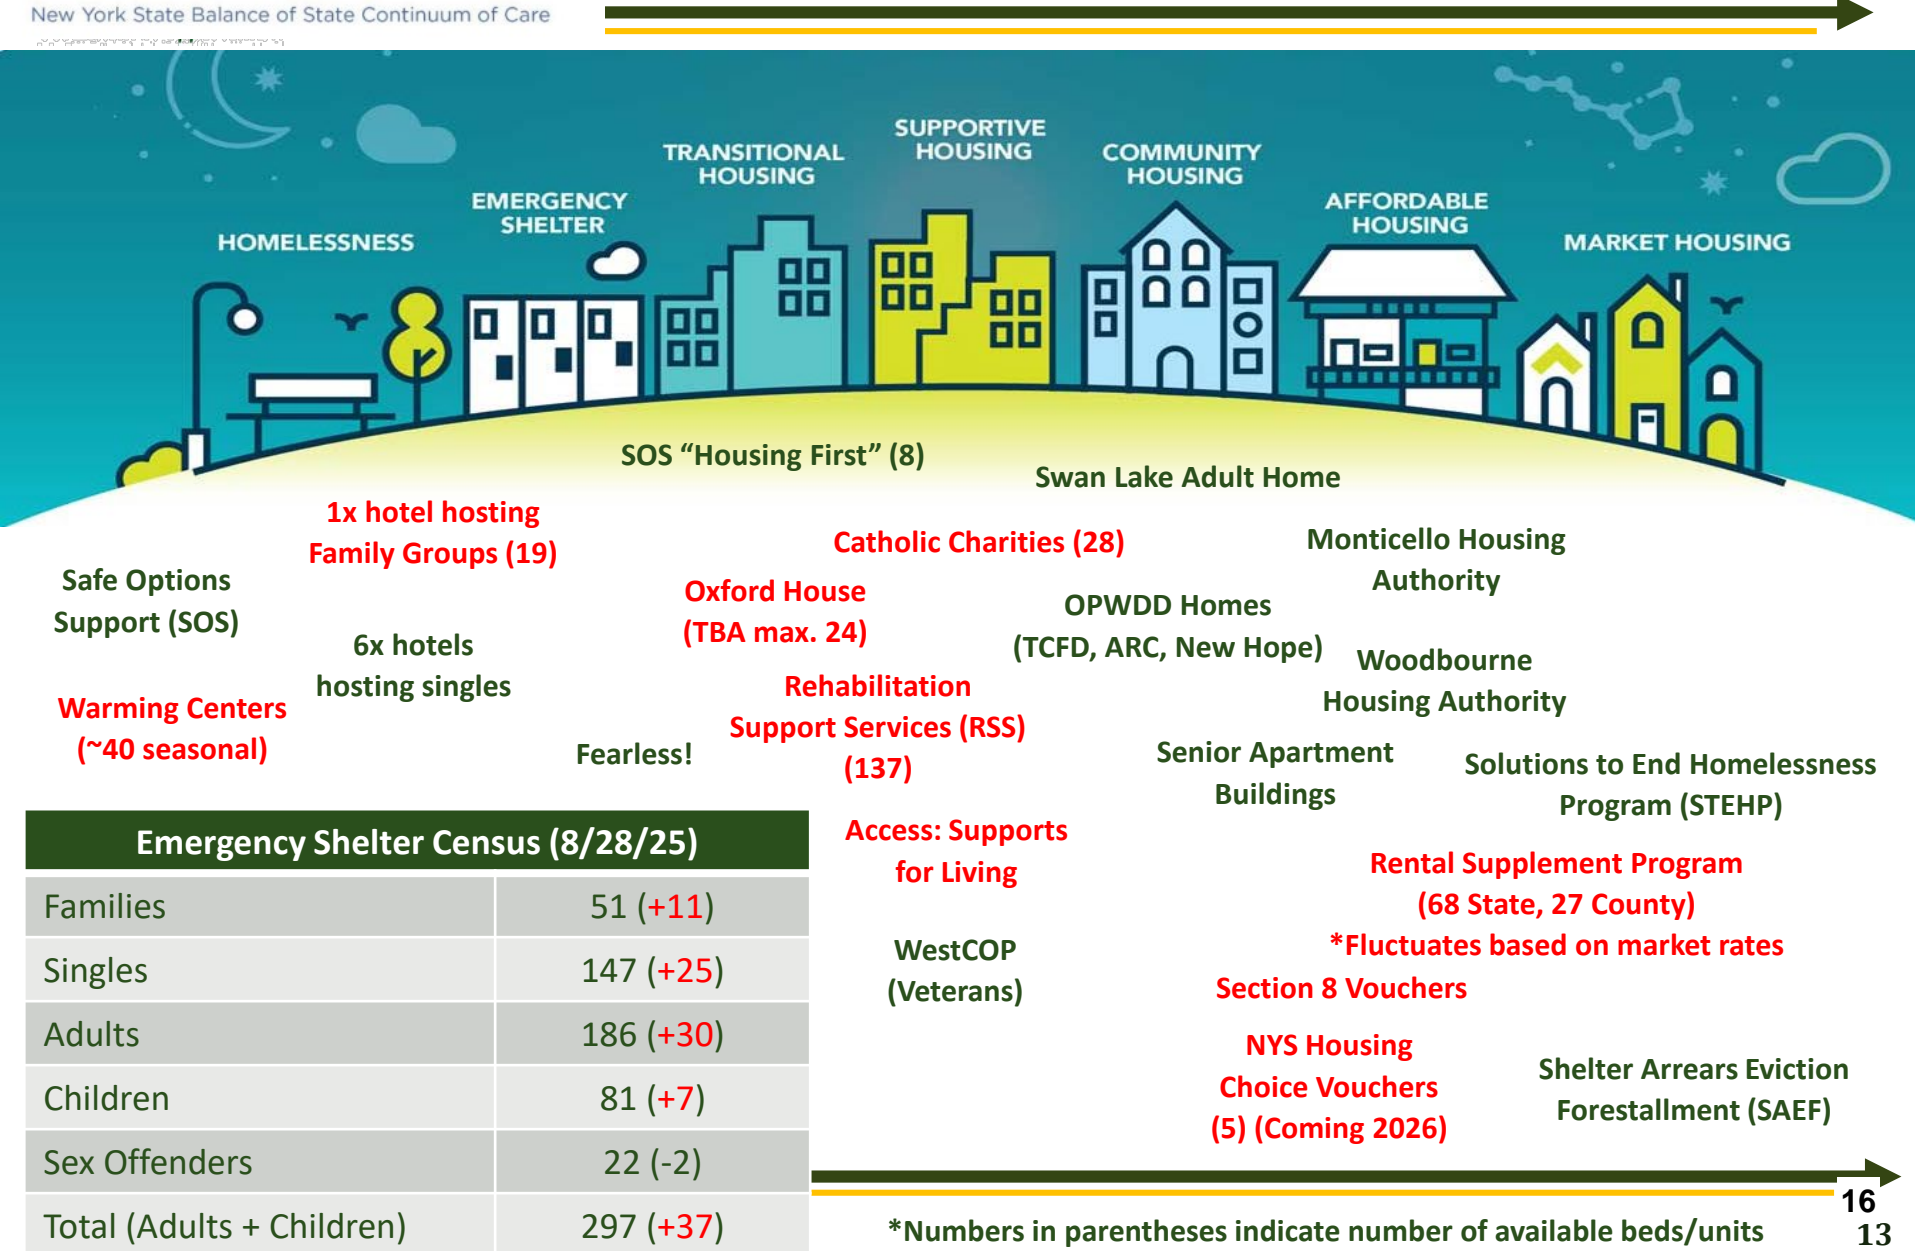 New York State Balance of State Continuum of Care
HOMELESSNESS
EMERGENCY
SHELTER
TRANSITIONAL
HOUSING
SUPPORTIVE
HOUSING
COMMUNITY
HOUSING
AFFORDABLE
HOUSING
MARKET HOUSING
SOS “Housing First” (8)
Swan Lake Adult Home
1x hotel hosting
Family Groups (19)
Catholic Charities (28)
Monticello Housing
Authority
Safe Options
Support (SOS)
Oxford House
(TBA max. 24)
OPWDD Homes
(TCFD, ARC, New Hope)
6x hotels
hosting singles
Woodbourne
Housing Authority
Warming Centers
(~40 seasonal)
Rehabilitation
Support Services (RSS)
(137)
Fearless!
Senior Apartment
Buildings
Solutions to End Homelessness
Program (STEHP)
Access: Supports
for Living
Rental Supplement Program
(68 State, 27 County)
*Fluctuates based on market rates
WestCOP
(Veterans)
Section 8 Vouchers
NYS Housing
Choice Vouchers
(5) (Coming 2026)
Shelter Arrears Eviction
Forestallment (SAEF)
Emergency Shelter Census (8/28/25)
Families 51 (+11)
Singles 147 (+25)
Adults 186 (+30)
Children 81 (+7)
Sex Offenders 22 (-2)
Total (Adults + Children) 297 (+37)
*Numbers in parentheses indicate number of available beds/units
16
13